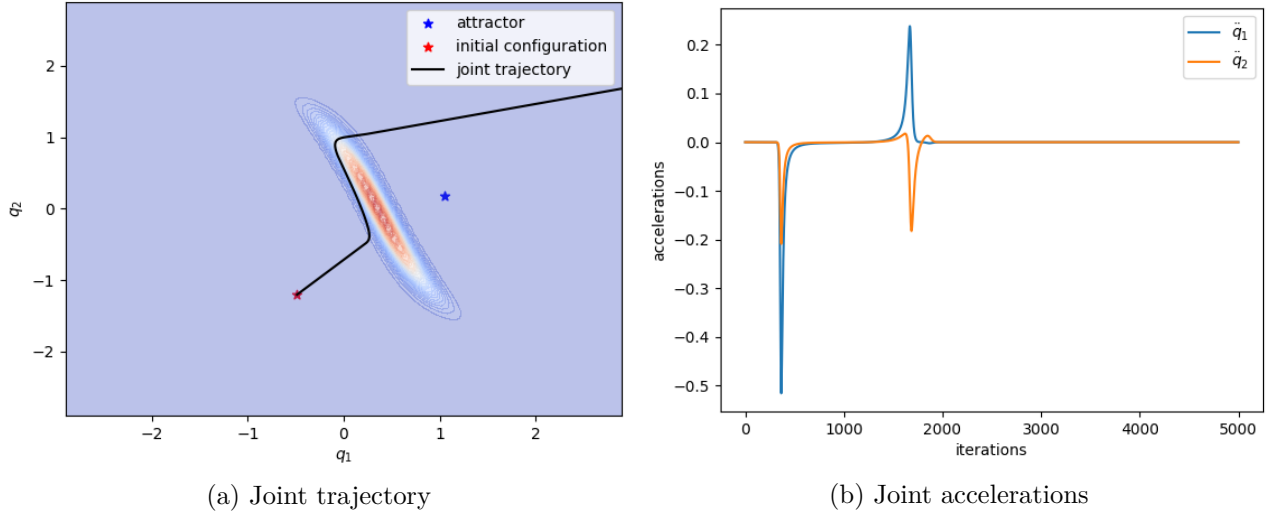 attractor
initial configuration
joint trajectory
2
1
0
−1
−2
q₂
−2
−1
0
1
2
q₁
(a) Joint trajectory
q̈₁
q̈₂
0.2
0.1
0.0
−0.1
−0.2
−0.3
−0.4
−0.5
accelerations
0
1000
2000
3000
4000
5000
iterations
(b) Joint accelerations